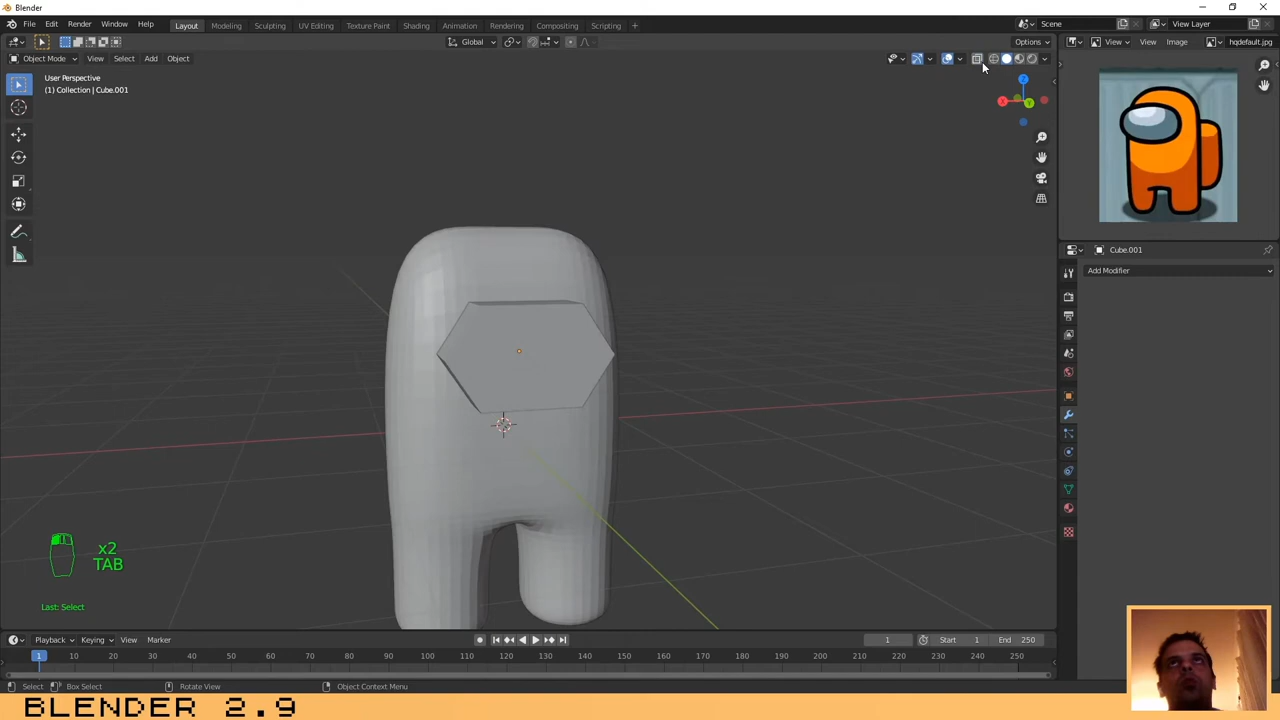 Blender
File Edit Render Window Help Layout Modeling Sculpting UV Editing Texture Paint Shading Animation Rendering Compositing Scripting + Scene View Layer
Global Options View Image hqdefault.jpg
Object Mode View Select Add Object
User Perspective
(1) Collection | Cube.001
Z
X Y
Cube.001
Add Modifier
x2
TAB
Last: Select
Playback Keying View Marker 1 Start 1 End 250
1 10 20 30 40 50 60 70 80 90 100 110 120 130 140 150 160 170 180 190 200 210 220 230 240 250
Select Box Select Rotate View Object Context Menu
BLENDER 2.9